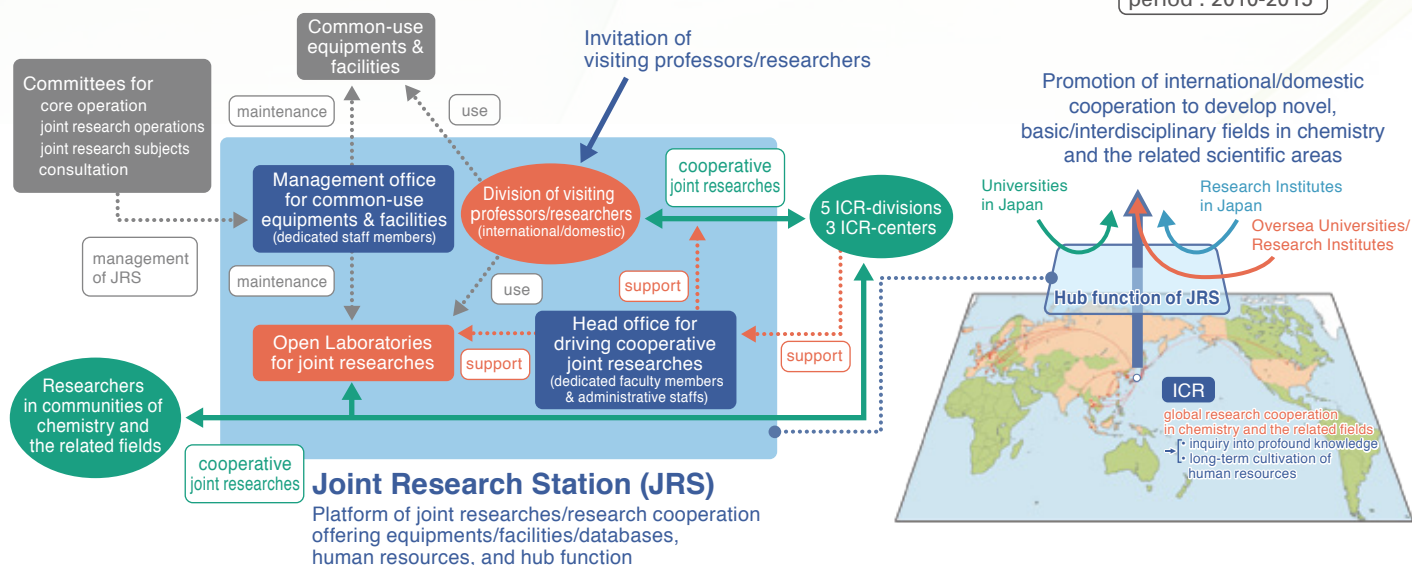 period : 2010-2015
Common-use
equipments &
facilities
Invitation of
visiting professors/researchers
Committees for
core operation
joint research operations
joint research subjects
consultation
maintenance
use
Promotion of international/domestic
cooperation to develop novel,
basic/interdisciplinary fields in chemistry
and the related scientific areas
Management office
for common-use
equipments & facilities
(dedicated staff members)
Division of visiting
professors/researchers
(international/domestic)
cooperative
joint researches
5 ICR-divisions
3 ICR-centers
Universities
in Japan
Research Institutes
in Japan
Oversea Universities/
Research Institutes
management
of JRS
maintenance
use
support
Hub function of JRS
Open Laboratories
for joint researches
support
Head office for
driving cooperative
joint researches
(dedicated faculty members
& administrative staffs)
support
Researchers
in communities of
chemistry and
the related fields
ICR
global research cooperation
in chemistry and the related fields
• inquiry into profound knowledge
• long-term cultivation of
human resources
cooperative
joint researches
Joint Research Station (JRS)
Platform of joint researches/research cooperation
offering equipments/facilities/databases,
human resources, and hub function